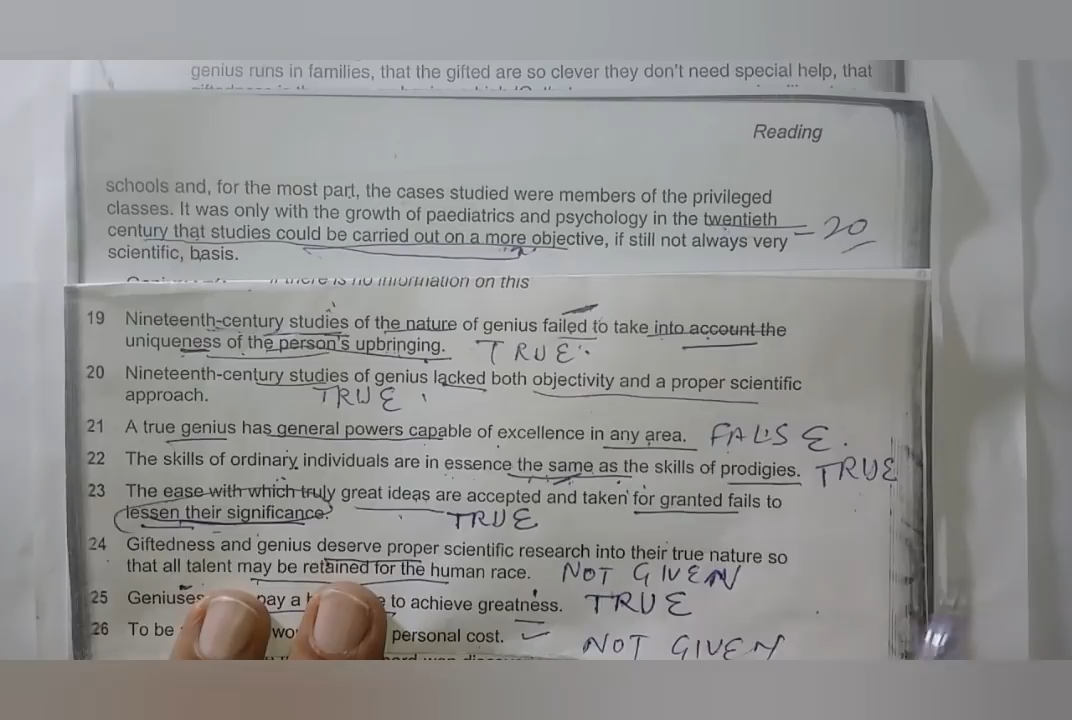 genius runs in families, that the gifted are so clever they don't need special help, that
Reading
schools and, for the most part, the cases studied were members of the privileged
classes. It was only with the growth of paediatrics and psychology in the twentieth
century that studies could be carried out on a more objective, if still not always very = 20
scientific, basis.
if there is no information on this
19 Nineteenth-century studies of the nature of genius failed to take into account the
uniqueness of the person's upbringing. TRUE.
20 Nineteenth-century studies of genius lacked both objectivity and a proper scientific
approach. TRUE
21 A true genius has general powers capable of excellence in any area. FALSE.
22 The skills of ordinary individuals are in essence the same as the skills of prodigies. TRUE
23 The ease with which truly great ideas are accepted and taken for granted fails to
lessen their significance. TRUE
24 Giftedness and genius deserve proper scientific research into their true nature so
that all talent may be retained for the human race. NOT GIVEN
25 Geniuses pay a to achieve greatness. TRUE
26 To be personal cost. NOT GIVEN